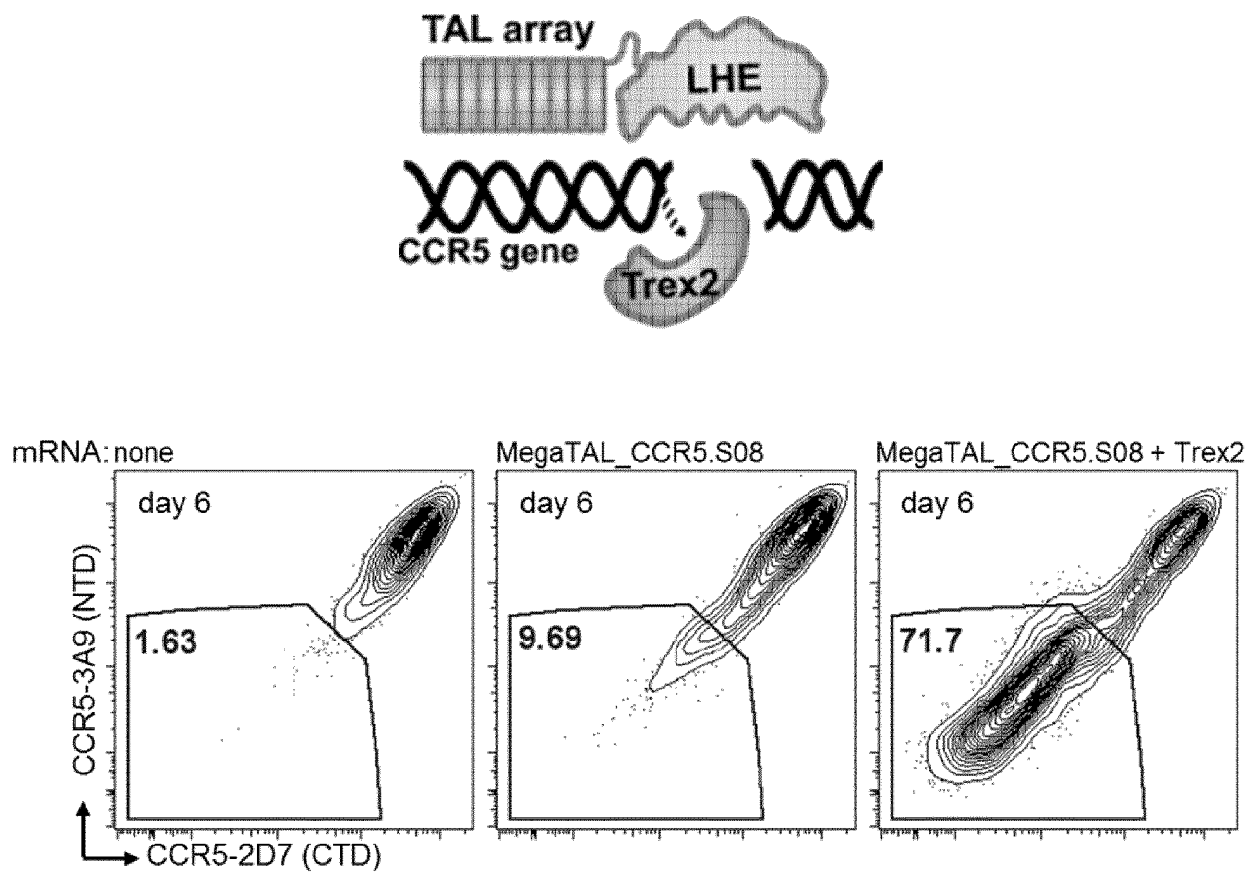 TAL array
LHE
CCR5 gene
Trex2
mRNA: none
MegaTAL_CCR5.S08
MegaTAL_CCR5.S08 + Trex2
day 6
day 6
day 6
1.63
9.69
71.7
CCR5-3A9 (NTD)
CCR5-2D7 (CTD)